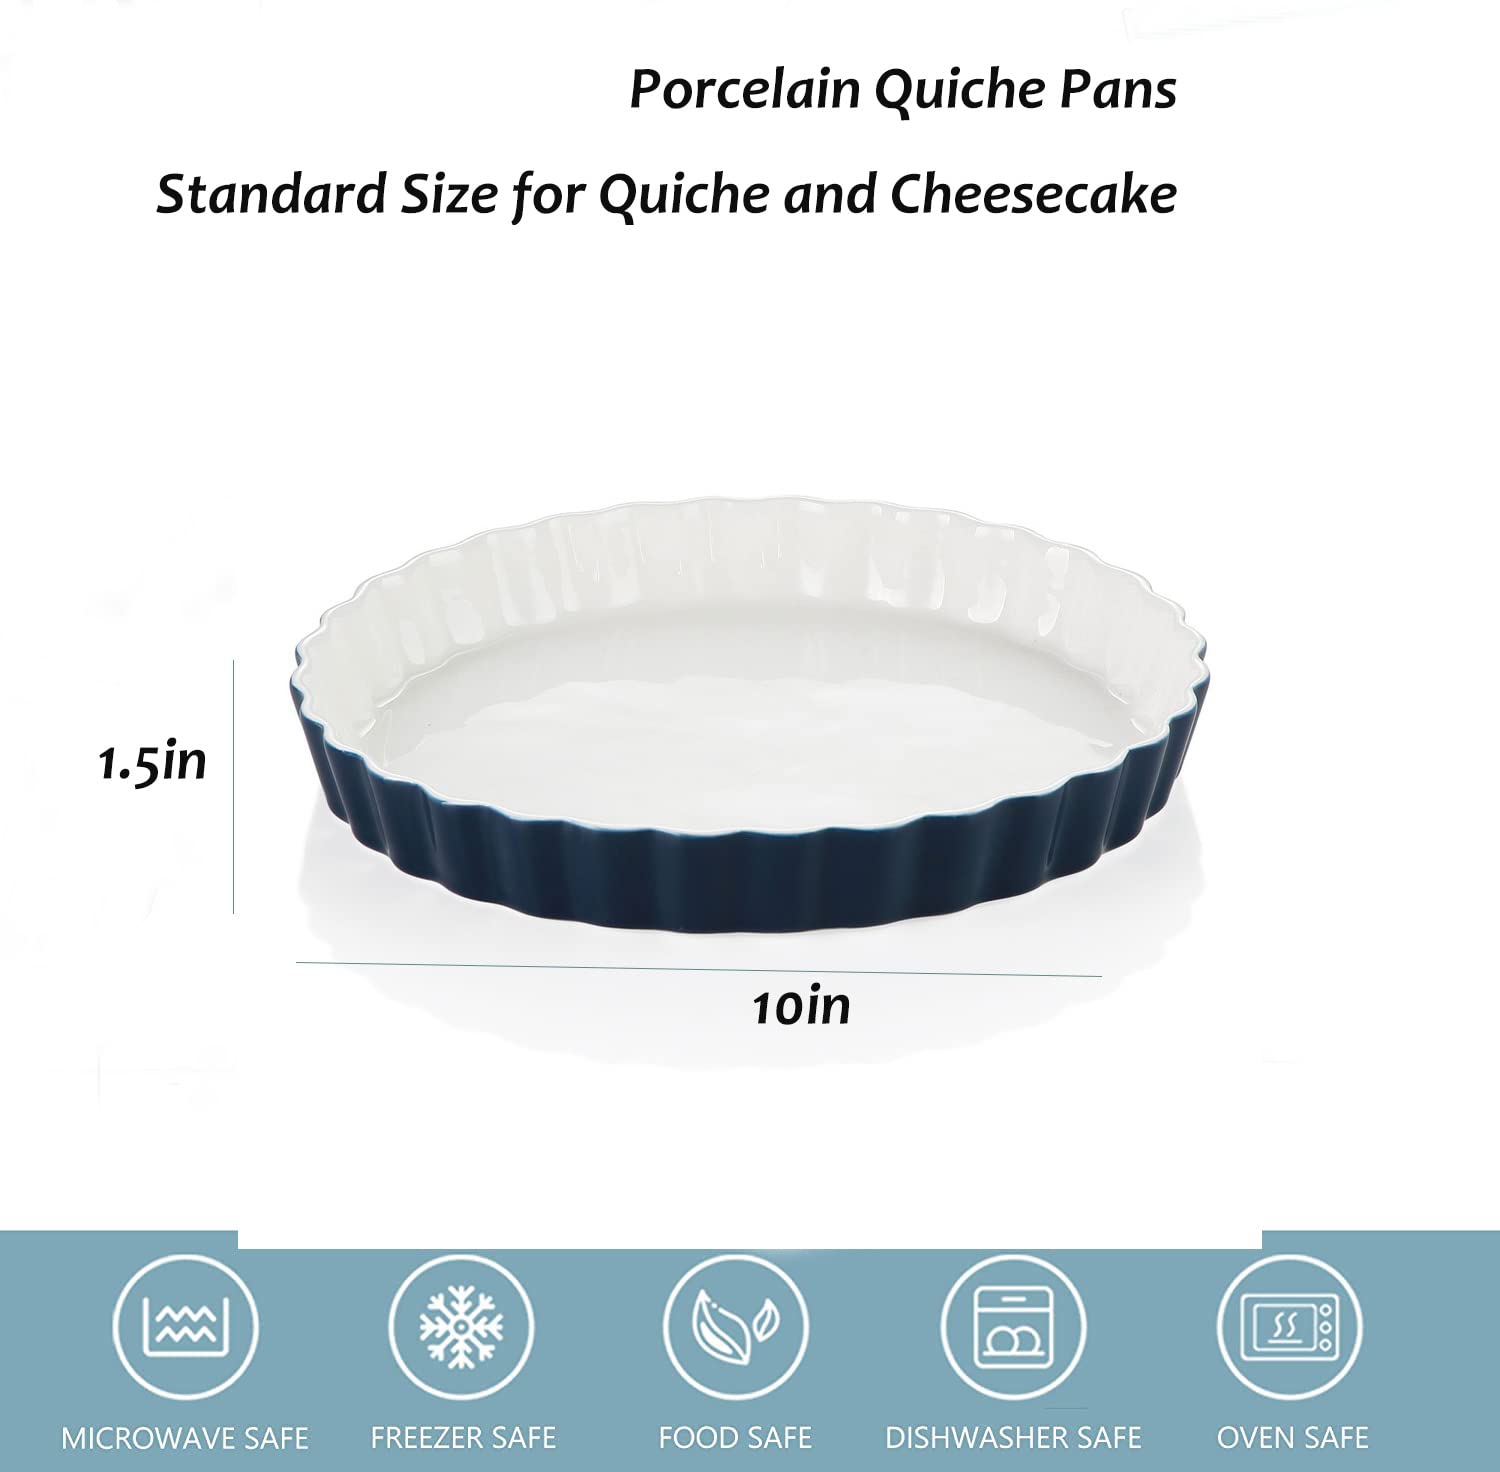 Porcelain Quiche Pans
Standard Size for Quiche and Cheesecake
1.5in
10in
MICROWAVE SAFE
FREEZER SAFE
FOOD SAFE
DISHWASHER SAFE
OVEN SAFE